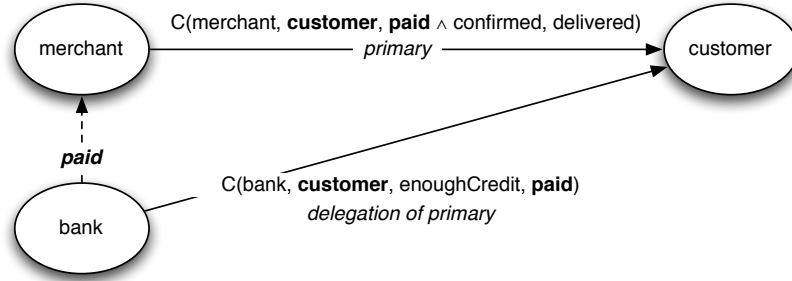 C(merchant, customer, paid ∧ confirmed, delivered)
merchant
primary
customer
paid
C(bank, customer, enoughCredit, paid)
delegation of primary
bank